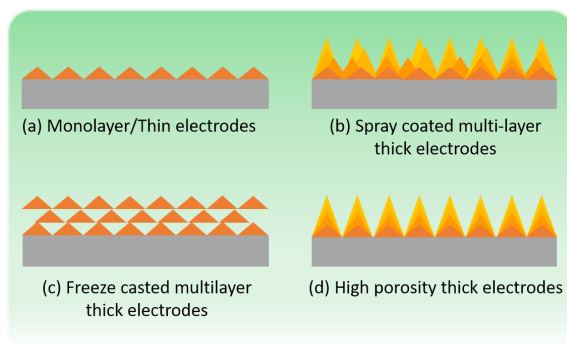 (a) Monolayer/Thin electrodes
(b) Spray coated multi-layer
thick electrodes
(c) Freeze casted multilayer
thick electrodes
(d) High porosity thick electrodes